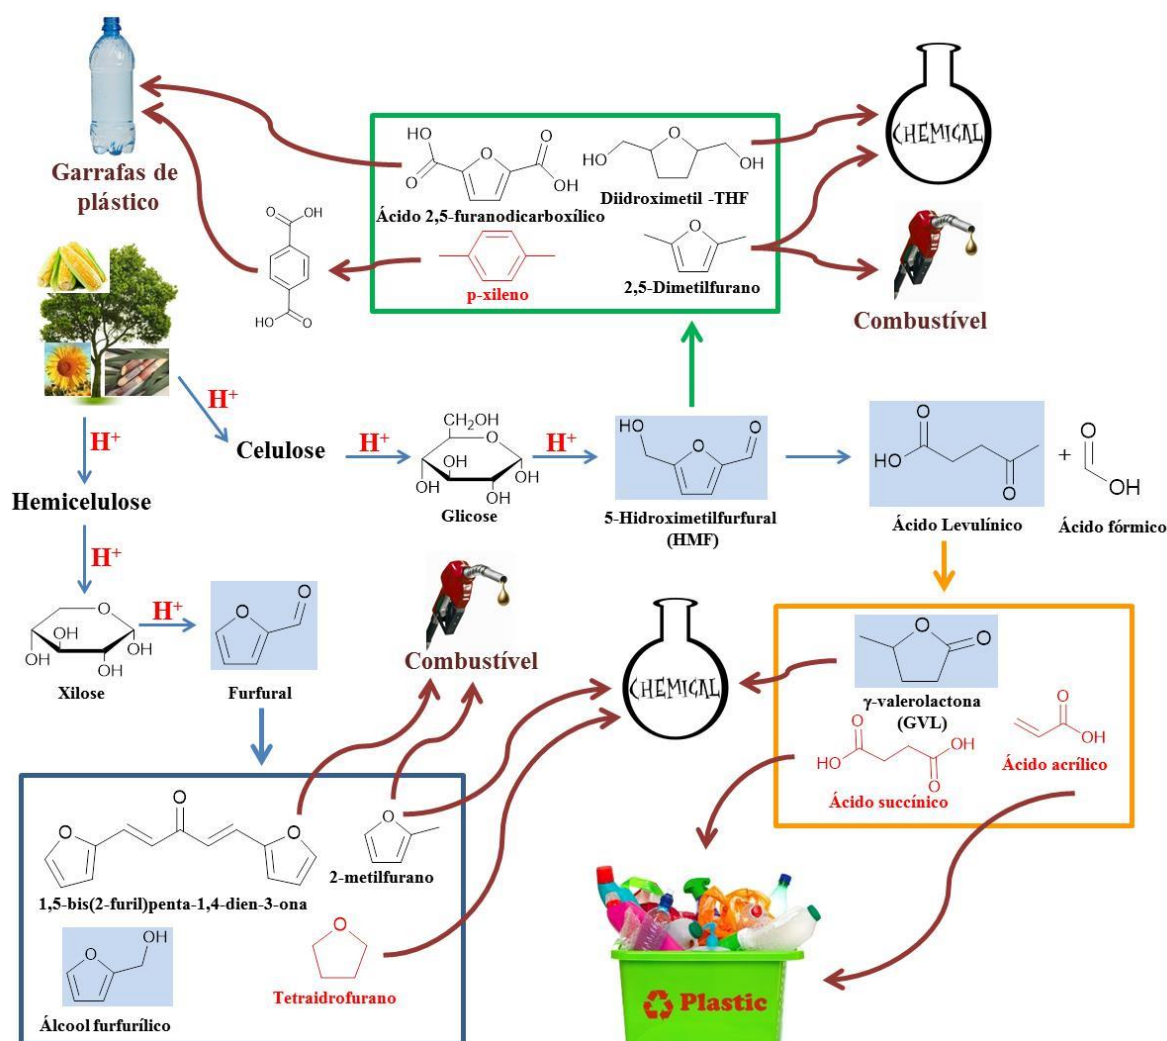 Garrafas de
plástico
HO
O
O
O
OH
Ácido 2,5-furanodicarboxílico
O
HO
OH
Diidroximetil -THF
CHEMICAL
O
OH
O
HO
p-xileno
O
2,5-Dimetilfurano
Combustível
H+
H+
Celulose
H+
CH2OH
O
OH
OH
OH
OH
Glicose
H+
HO
O
O
5-Hidroximetilfurfural
(HMF)
O
HO
O
Ácido Levulínico
+
O
OH
Ácido fórmico
Hemicelulose
H+
O
OH
OH
OH
OH
Xilose
H+
O
O
Furfural
Combustível
CHEMICAL
O
O
γ-valerolactona
(GVL)
O
HO
OH
O
Ácido succínico
O
OH
Ácido acrílico
O
O
O
1,5-bis(2-furil)penta-1,4-dien-3-ona
O
2-metilfurano
O
OH
Álcool furfurílico
O
Tetraidrofurano
Plastic